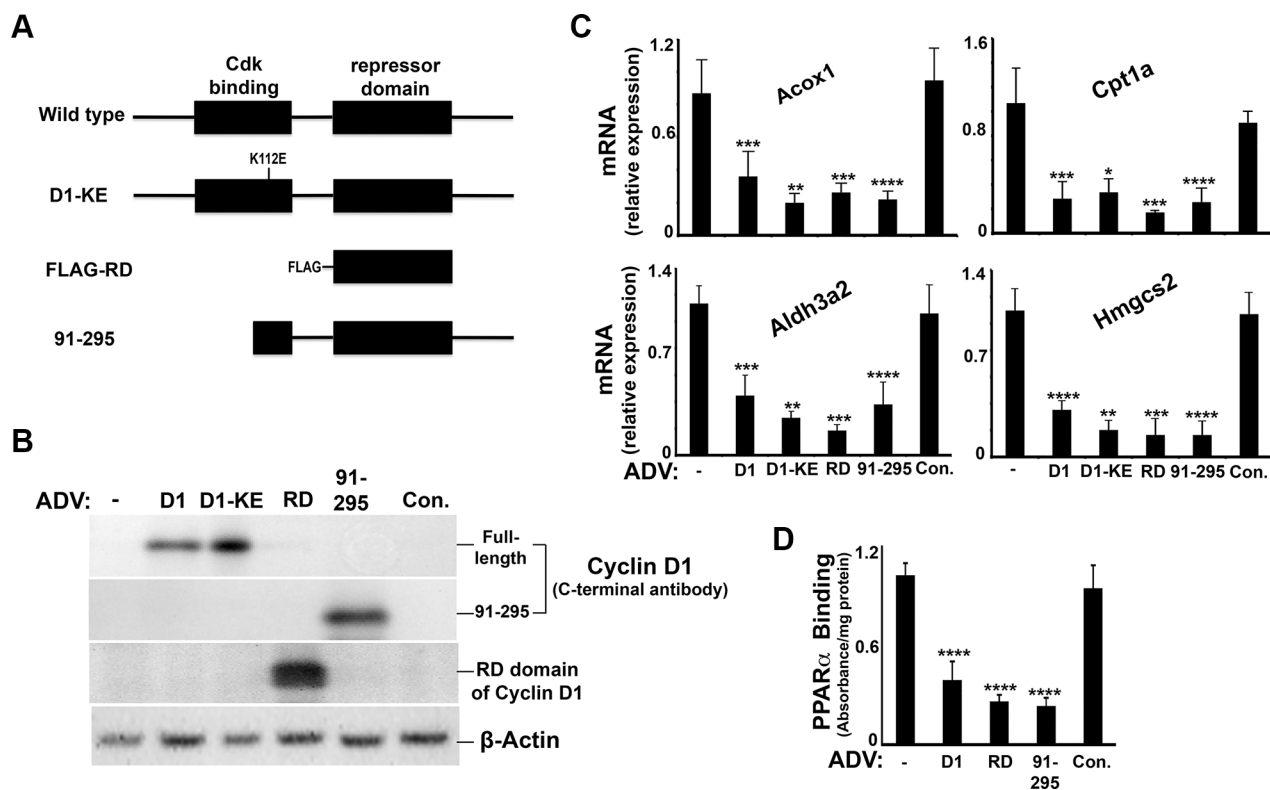 A
Cdk
binding
repressor
domain
Wild type
K112E
D1-KE
FLAG
FLAG-RD
91-295
B
ADV: - D1 D1-KE RD 91-
295 Con.
Full-
length
Cyclin D1
(C-terminal antibody)
91-295
RD domain
of Cyclin D1
β-Actin
C
mRNA
(relative expression)
1.2
0.6
0
Acox1
***
**
***
****
1.6
0.8
0
Cpt1a
***
*
***
****
mRNA
(relative expression)
1.4
0.7
0
Aldh3a2
***
**
***
****
ADV: - D1 D1-KE RD 91-295 Con.
1.4
0.7
0
Hmgcs2
****
**
***
****
- D1 D1-KE RD 91-295 Con.
D
PPARα Binding
(Absorbance/mg protein)
1.2
0.6
0
****
****
****
ADV: - D1 RD 91-
295 Con.